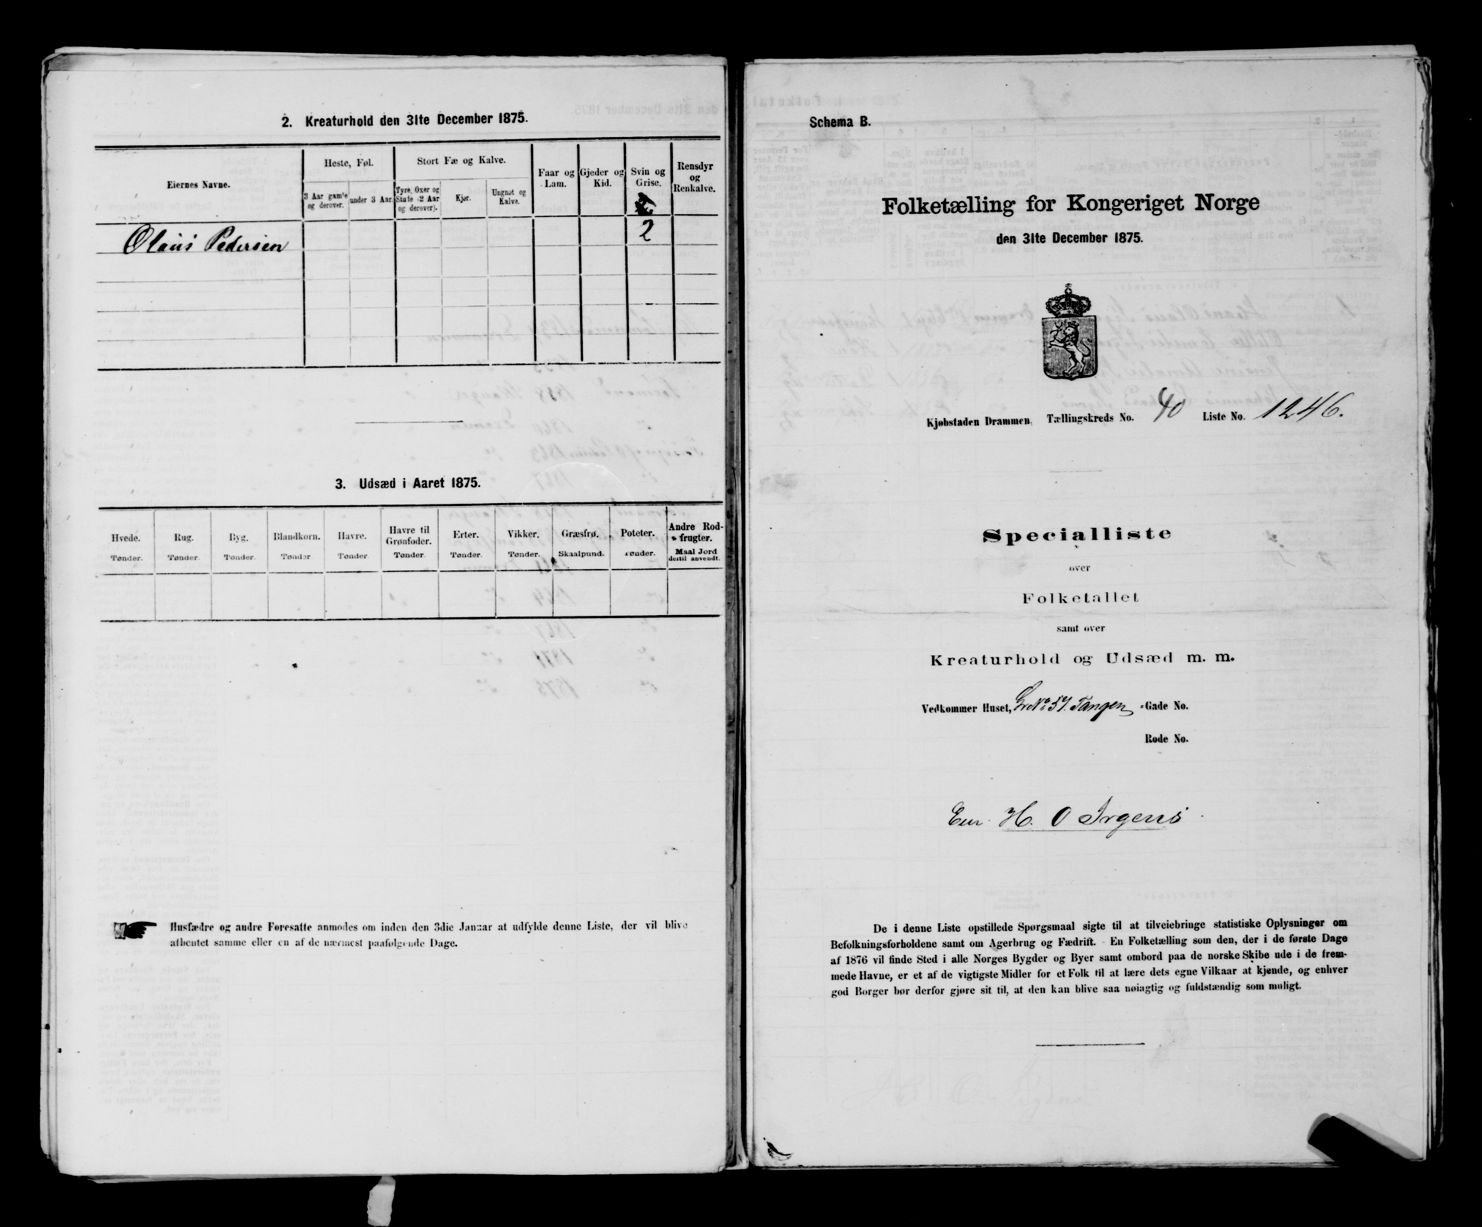 2. Kreaturhold den 31te December 1875.
Eiernes Navne.
Heste, Føl.
Stort Fæ og Kalve.
Faar og Lam.
Gjeder og Kid.
Svin og Grise.
Rensdyr og Renkalve.
3 Aar gamle og derover.
under 3 Aar.
Tyre, Oxer og Stude (2 Aar og derover).
Kjør.
Ungnøt og Kalve.
Olaus Pedersen 2
3. Udsæd i Aaret 1875.
Hvede. Rug. Byg. Blandkorn. Havre. Havre til Grønfoder. Erter. Vikker. Græsfrø. Poteter. Andre Rodfrugter.
Tønder. Tønder. Tønder. Tønder. Tønder. Tønder. Tønder. Tønder. Skaalpund. Tønder. Maal Jord dertil anvendt.
Husfædre og andre Foresatte anmodes om inden den 3die Januar at udfylde denne Liste, der vil blive
afhentet samme eller en af de nærmest paafølgende Dage.
Schema B.
Folketælling for Kongeriget Norge
den 31te December 1875.
Kjøbstaden Drammen. Tællingskreds No. 40 Liste No. 1246.
Specialliste
over
Folketallet
samt over
Kreaturhold og Udsæd m. m.
Vedkommer Huset, 57. Tangen -Gade No.
Rode No.
Eier H. O Irgens
De i denne Liste opstillede Spørgsmaal sigte til at tilveiebringe statistiske Oplysninger om
Befolkningsforholdene samt om Agerbrug og Fædrift. En Folketælling som den, der i de første Dage
af 1876 vil finde Sted i alle Norges Bygder og Byer samt ombord paa de norske Skibe ude i de frem-
mede Havne, er et af de vigtigste Midler for et Folk til at lære dets egne Vilkaar at kjende, og enhver
god Borger bør derfor gjøre sit til, at den kan blive saa nøiagtig og fuldstændig som muligt.